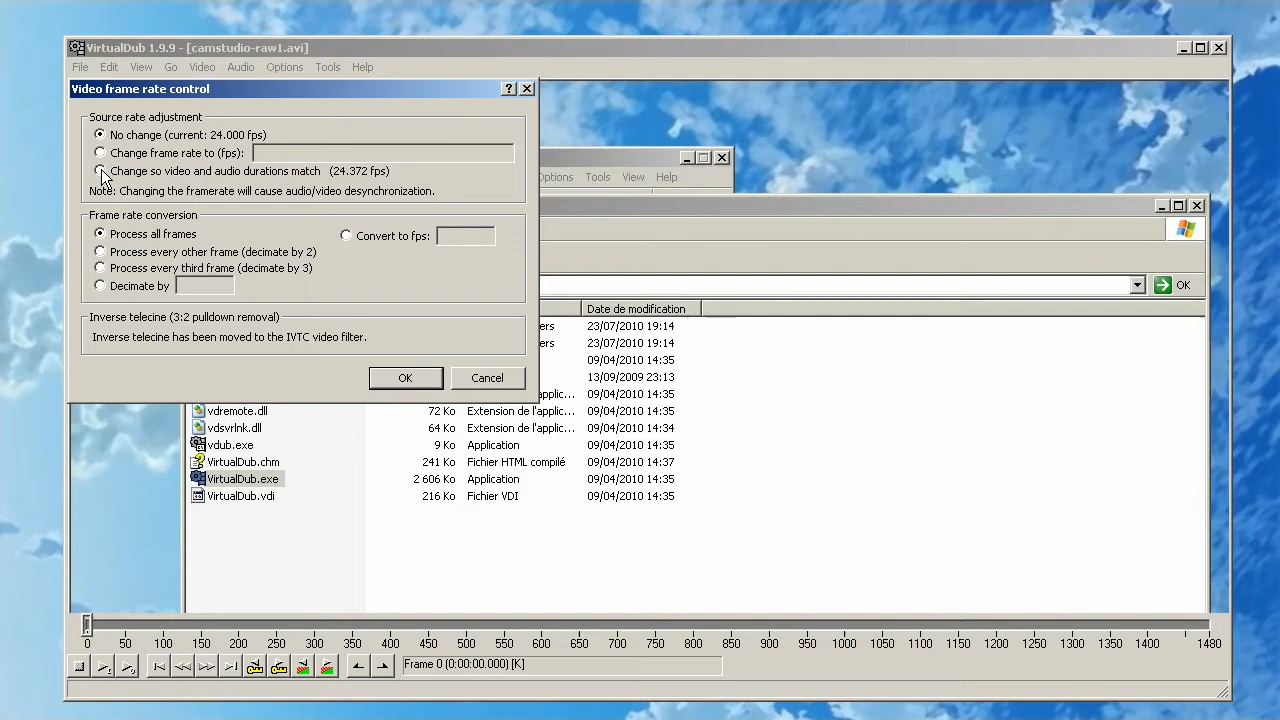 VirtualDub 1.9.9 - [camstudio-raw1.avi]
File Edit View Go Video Audio Options Tools Help
Video frame rate control
Source rate adjustment
No change (current: 24.000 fps)
Change frame rate to (fps):
Change so video and audio durations match (24.372 fps)
Note: Changing the framerate will cause audio/video desynchronization.
Frame rate conversion
Process all frames
Convert to fps:
Process every other frame (decimate by 2)
Process every third frame (decimate by 3)
Decimate by
Inverse telecine (3:2 pulldown removal)
Inverse telecine has been moved to the IVTC video filter.
OK Cancel
Options Tools View Help
OK
Date de modification
ers 23/07/2010 19:14
ers 23/07/2010 19:14
09/04/2010 14:35
13/09/2009 23:13
de l'applic... 09/04/2010 14:35
vdremote.dll 72 Ko Extension de l'applic... 09/04/2010 14:35
vdsvrlnk.dll 64 Ko Extension de l'applic... 09/04/2010 14:34
vdub.exe 9 Ko Application 09/04/2010 14:35
VirtualDub.chm 241 Ko Fichier HTML compilé 09/04/2010 14:37
VirtualDub.exe 2 606 Ko Application 09/04/2010 14:35
VirtualDub.vdi 216 Ko Fichier VDI 09/04/2010 14:35
0 50 100 150 200 250 300 350 400 450 500 550 600 650 700 750 800 850 900 950 1000 1050 1100 1150 1200 1250 1300 1350 1400 1480
Frame 0 (0:00:00.000) [K]